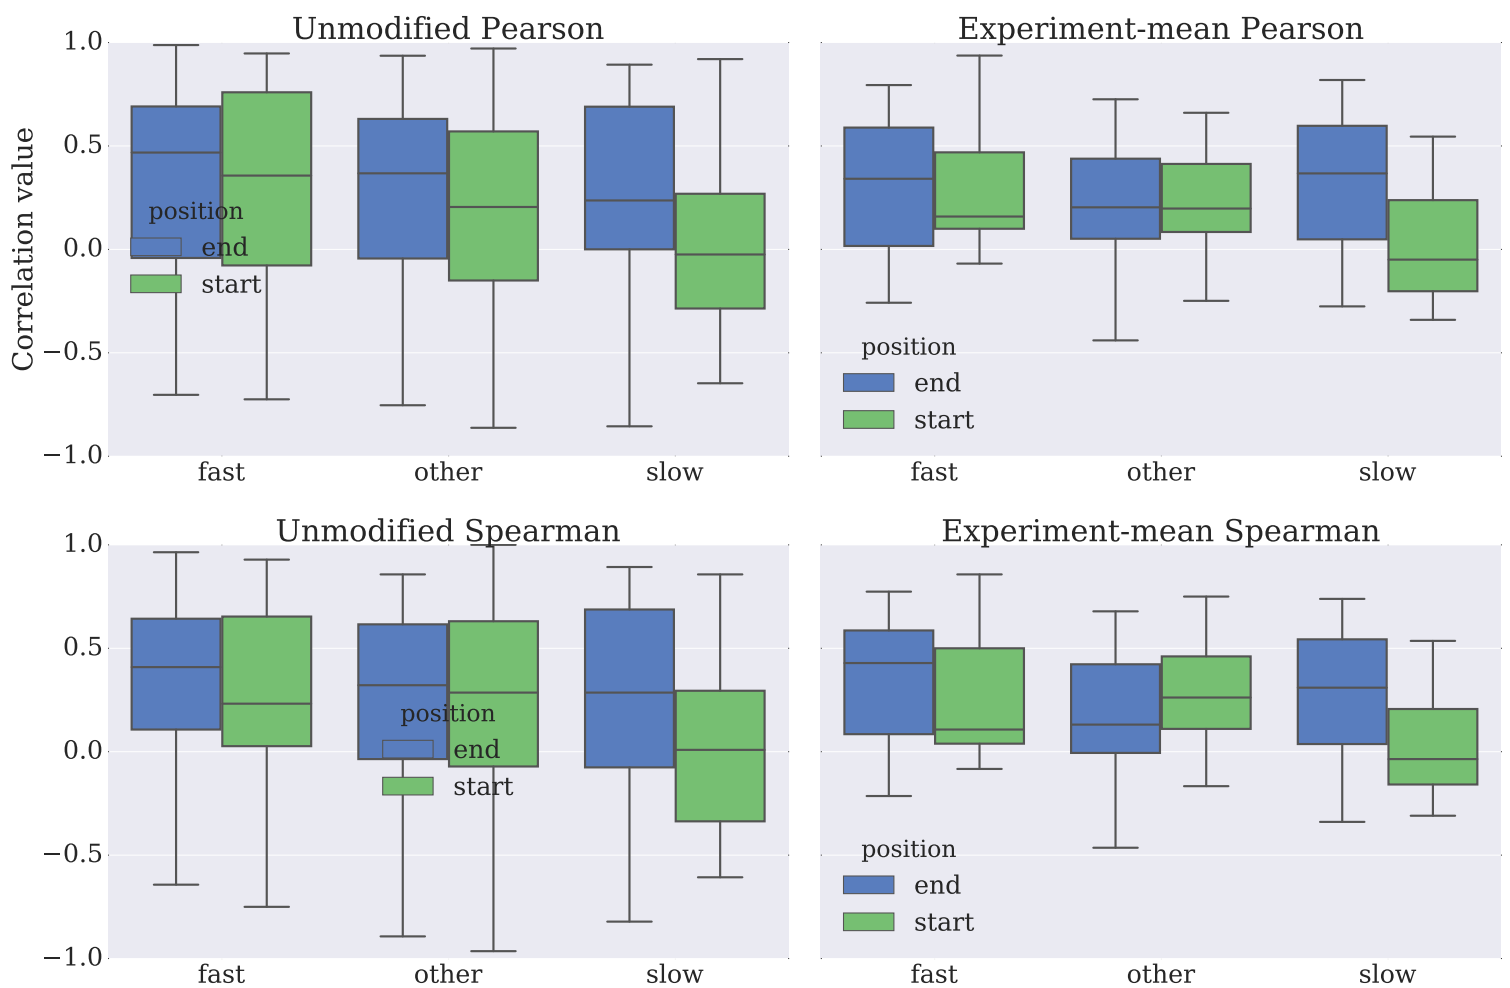 Unmodified Pearson
Experiment-mean Pearson
Correlation value
1.0
0.5
0.0
−0.5
−1.0
position
end
start
fast
other
slow
position
end
start
fast
other
slow
Unmodified Spearman
Experiment-mean Spearman
1.0
0.5
0.0
−0.5
−1.0
position
end
start
fast
other
slow
position
end
start
fast
other
slow